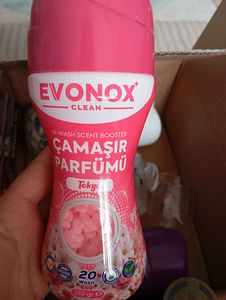 EVONOX
CLEAN
IN-WASH SCENT BOOSTER
ÇAMAŞIR
PARFÜMÜ
Tokyo
20
Wash